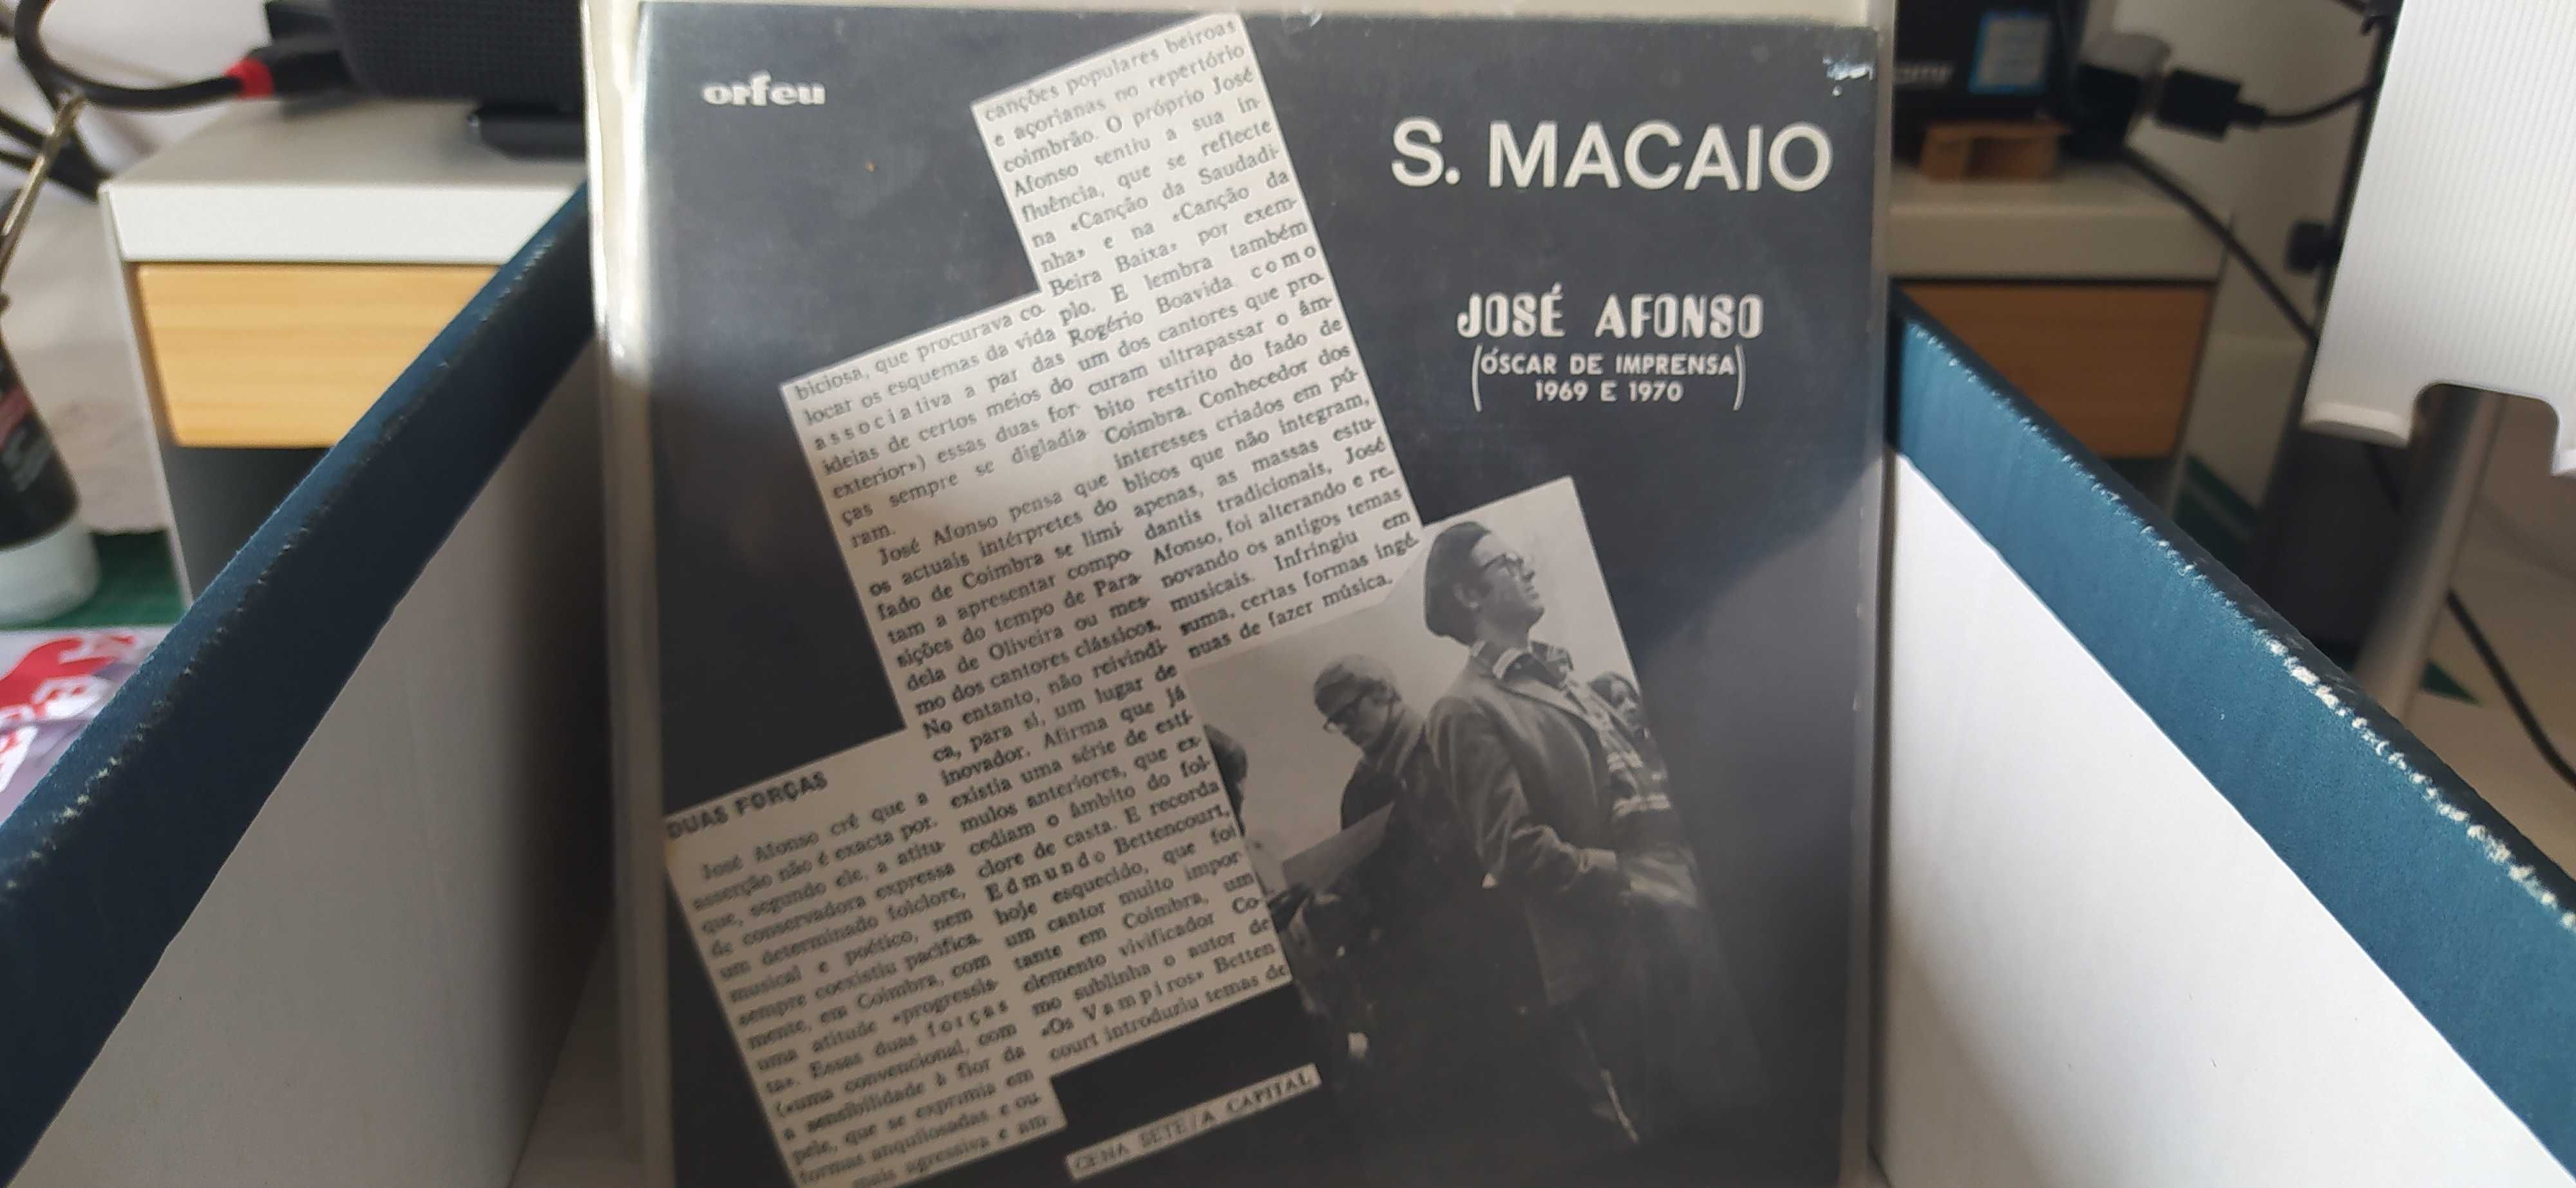 orfeu
S. MACAIO
JOSÉ AFONSO
(ÓSCAR DE IMPRENSA)
1969 E 1970
DUAS FORÇAS
José Afonso crê que a
asserção não é exacta por-
que, segundo ele, a atitu-
de conservadora expressa
um determinado folclore,
musical e poético, nem
sempre coexistiu pacifica-
mente, em Coimbra, com
uma atitude «progressis-
ta». Essas duas forças
(«uma convencional, com
a sensibilidade à flor da
pele, que se exprimia em
formas anquilosadas e ou-
mais agressiva e am-
biciosa, que procurava co-
locar os esquemas da vida
associativa a par das
ideias de certos meios do
exterior») essas duas for-
ças sempre se digladia-
ram.
José Afonso pensa que
os actuais intérpretes do
fado de Coimbra se limi-
tam a apresentar compo-
sições do tempo de Para-
dela de Oliveira ou mes-
mo dos cantores clássicos.
No entanto, não reivindi-
ca, para si, um lugar de
inovador. Afirma que já
existia uma série de estí-
mulos anteriores, que ex-
cediam o âmbito do fol-
clore de casta. E recorda
Edmundo Bettencourt,
hoje esquecido, que foi
um cantor muito impor-
tante em Coimbra, um
elemento vivificador Co-
mo sublinha o autor de
«Os Vampiros» Betten
court introduziu temas de
canções populares beiroas
e açorianas no repertório
coimbrão. O próprio José
Afonso sentiu a sua in-
fluência, que se reflecte
na «Canção da Saudadi-
nha» e na «Canção da
Beira Baixa» por exem-
plo. E lembra também
Rogério Boavida como
um dos cantores que pro-
curam ultrapassar o âm-
bito restrito do fado de
Coimbra. Conhecedor dos
interesses criados em pú-
blicos que não integram,
apenas, as massas estu-
dantis tradicionais, José
Afonso, foi alterando e re-
novando os antigos temas
musicais. Infringiu em
suma, certas formas ingé-
nuas de fazer música.
CENA SETE/A CAPITAL